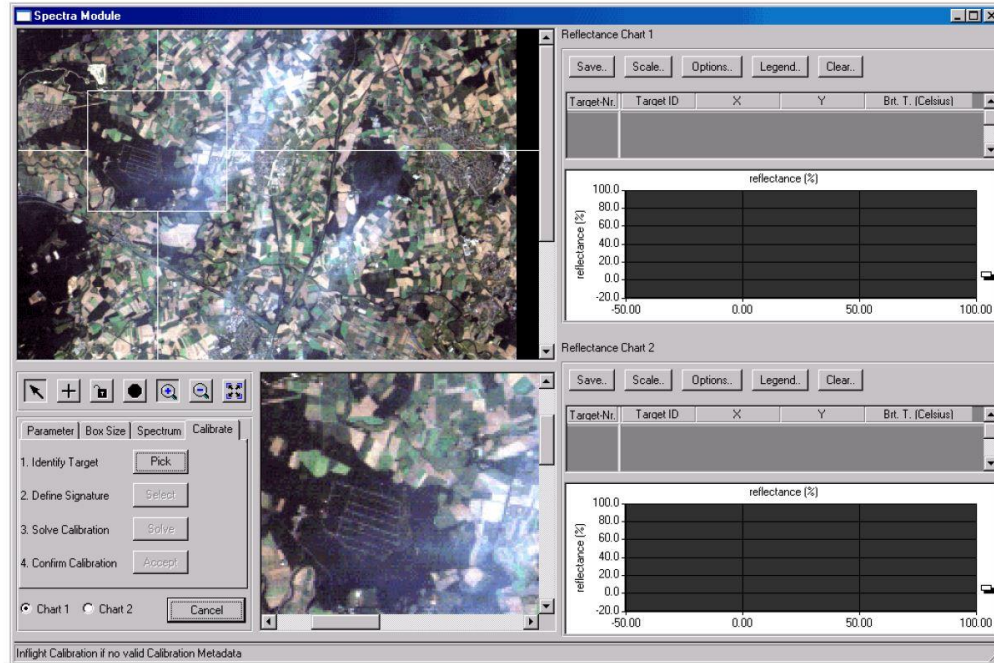 Spectra Module
Reflectance Chart 1
Save.. Scale.. Options.. Legend.. Clear..
Target-Nr. Target ID X Y Brt. T. (Celsius)
reflectance (%)
reflectance (%)
100.0
80.0
60.0
40.0
20.0
0.0
-20.0
-50.00 0.00 50.00 100.00
Reflectance Chart 2
Save.. Scale.. Options.. Legend.. Clear..
Target-Nr. Target ID X Y Brt. T. (Celsius)
reflectance (%)
reflectance (%)
100.0
80.0
60.0
40.0
20.0
0.0
-20.0
-50.00 0.00 50.00 100.00
Parameter Box Size Spectrum Calibrate
1. Identify Target Pick
2. Define Signature Select
3. Solve Calibration Solve
4. Confirm Calibration Accept
Chart 1 Chart 2 Cancel
Inflight Calibration if no valid Calibration Metadata